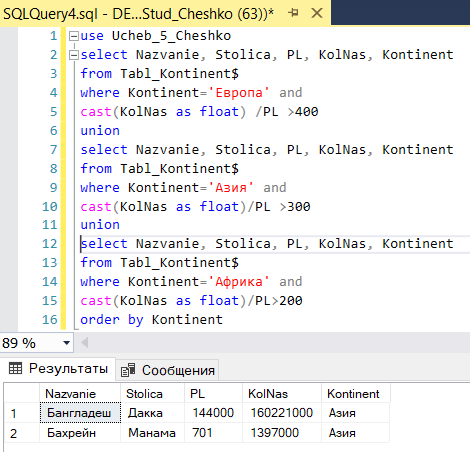 SQLQuery4.sql - DE...Stud_Cheshko (63))*
1 use Ucheb_5_Cheshko
2 select Nazvanie, Stolica, PL, KolNas, Kontinent
3 from Tabl_Kontinent$
4 where Kontinent='Европа' and
5 cast(KolNas as float) /PL >400
6 union
7 select Nazvanie, Stolica, PL, KolNas, Kontinent
8 from Tabl_Kontinent$
9 where Kontinent='Азия' and
10 cast(KolNas as float)/PL >300
11 union
12 select Nazvanie, Stolica, PL, KolNas, Kontinent
13 from Tabl_Kontinent$
14 where Kontinent='Африка' and
15 cast(KolNas as float)/PL>200
16 order by Kontinent
89 %
Результаты Сообщения
Nazvanie Stolica PL KolNas Kontinent
1 Бангладеш Дакка 144000 160221000 Азия
2 Бахрейн Манама 701 1397000 Азия